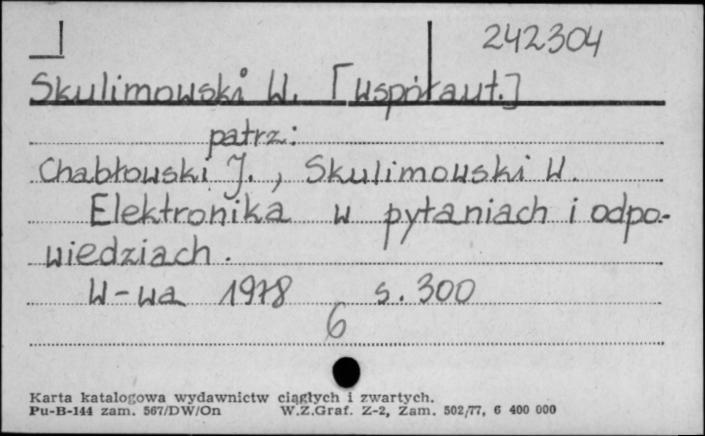 242304
Skulimowski W. [współaut.]
patrz:
Chabłowski J., Skulimowski W.
Elektronika w pytaniach i odpo-
wiedziach.
W-wa 1978 s. 300
6
Karta katalogowa wydawnictw ciągłych i zwartych.
Pu-B-144 zam. 567/DW/On W.Z.Graf. Z-2, Zam. 502/77, 6 400 000